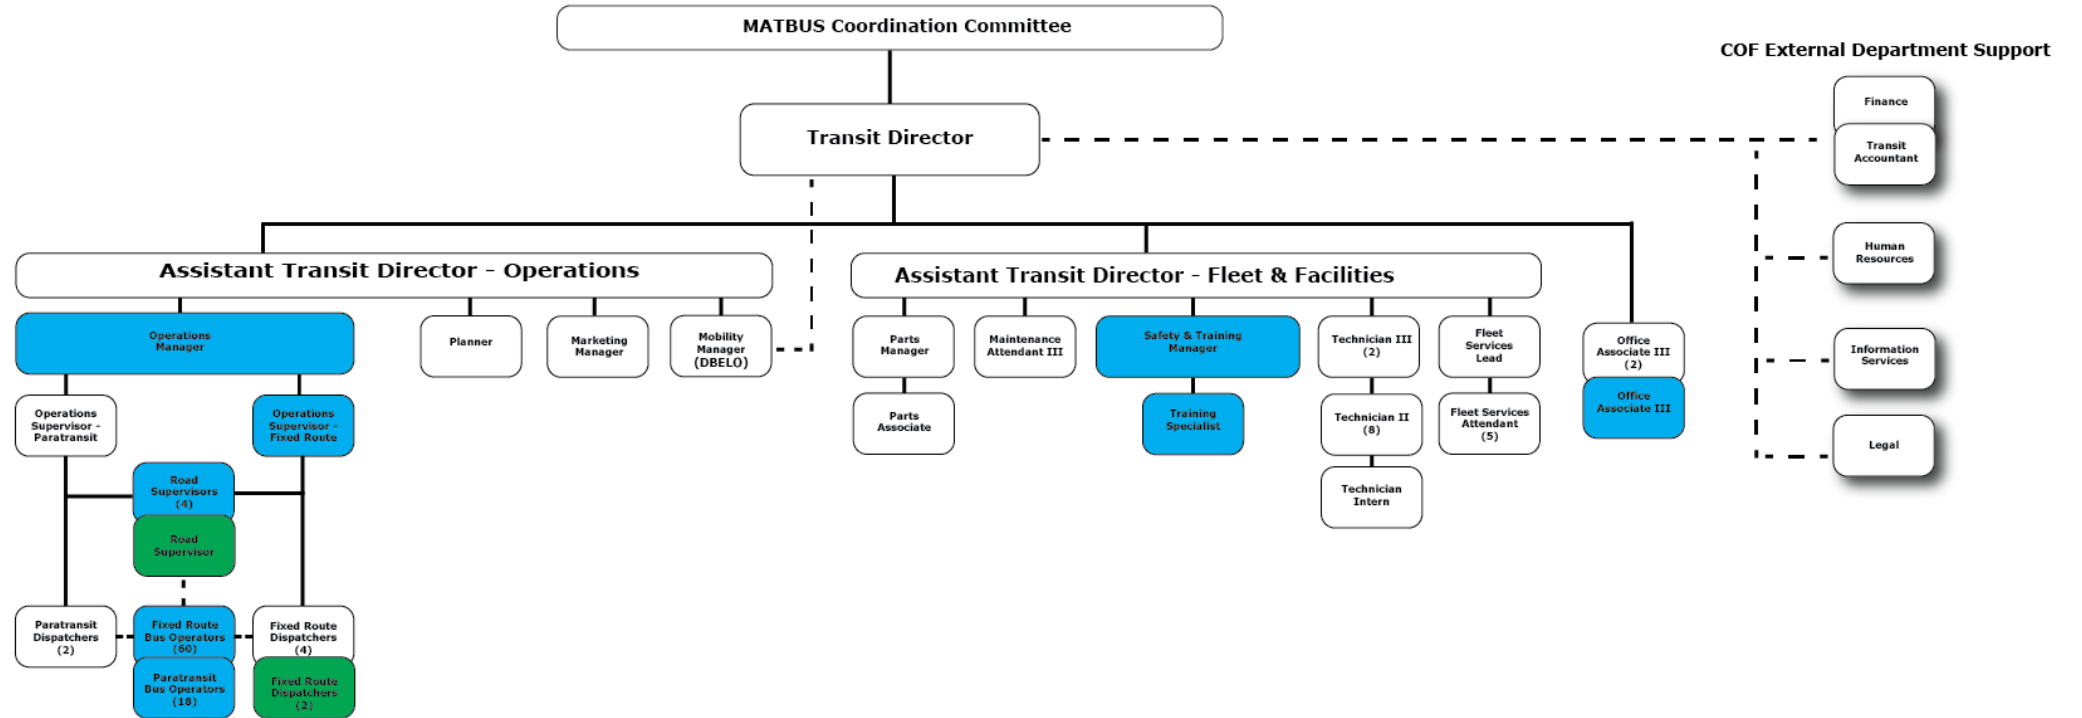 MATBUS Coordination Committee
COF External Department Support
Finance
Transit
Accountant
Transit Director
Human
Resources
Information
Services
Legal
Assistant Transit Director - Operations
Assistant Transit Director - Fleet & Facilities
Operations
Manager
Planner
Marketing
Manager
Mobility
Manager
(DBELO)
Parts
Manager
Maintenance
Attendant III
Safety & Training
Manager
Technician III
(2)
Fleet
Services
Lead
Office
Associate III
(2)
Office
Associate III
Operations
Supervisor -
Paratransit
Operations
Supervisor -
Fixed Route
Parts
Associate
Training
Specialist
Technician II
(8)
Fleet Services
Attendant
(5)
Technician
Intern
Road
Supervisors
(4)
Road
Supervisor
Paratransit
Dispatchers
(2)
Fixed Route
Bus Operators
(60)
Fixed Route
Dispatchers
(4)
Paratransit
Bus Operators
(18)
Fixed Route
Dispatchers
(2)